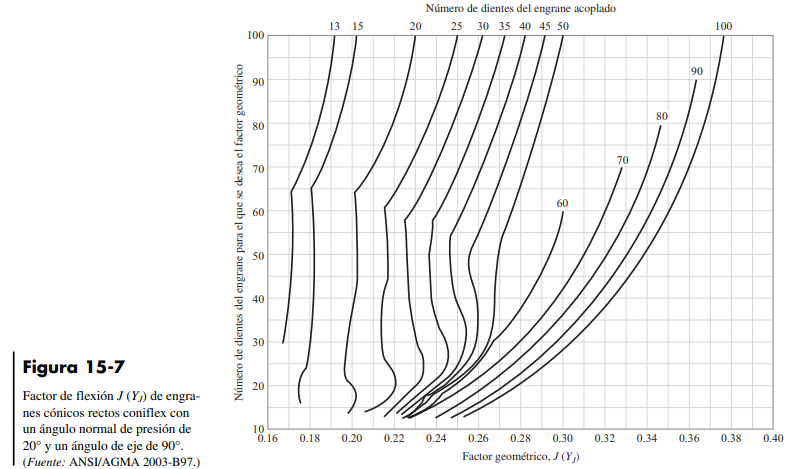 Número de dientes del engrane acoplado
13 15 20 25 30 35 40 45 50 100
100
90
80
70
60
50
40
30
20
10
Número de dientes del engrane para el que se desea el factor geométrico
90
80
70
60
0.16 0.18 0.20 0.22 0.24 0.26 0.28 0.30 0.32 0.34 0.36 0.38 0.40
Factor geométrico, J (Y_J)
Figura 15-7
Factor de flexión J (Y_J) de engra-
nes cónicos rectos coniflex con
un ángulo normal de presión de
20° y un ángulo de eje de 90°.
(Fuente: ANSI/AGMA 2003-B97.)